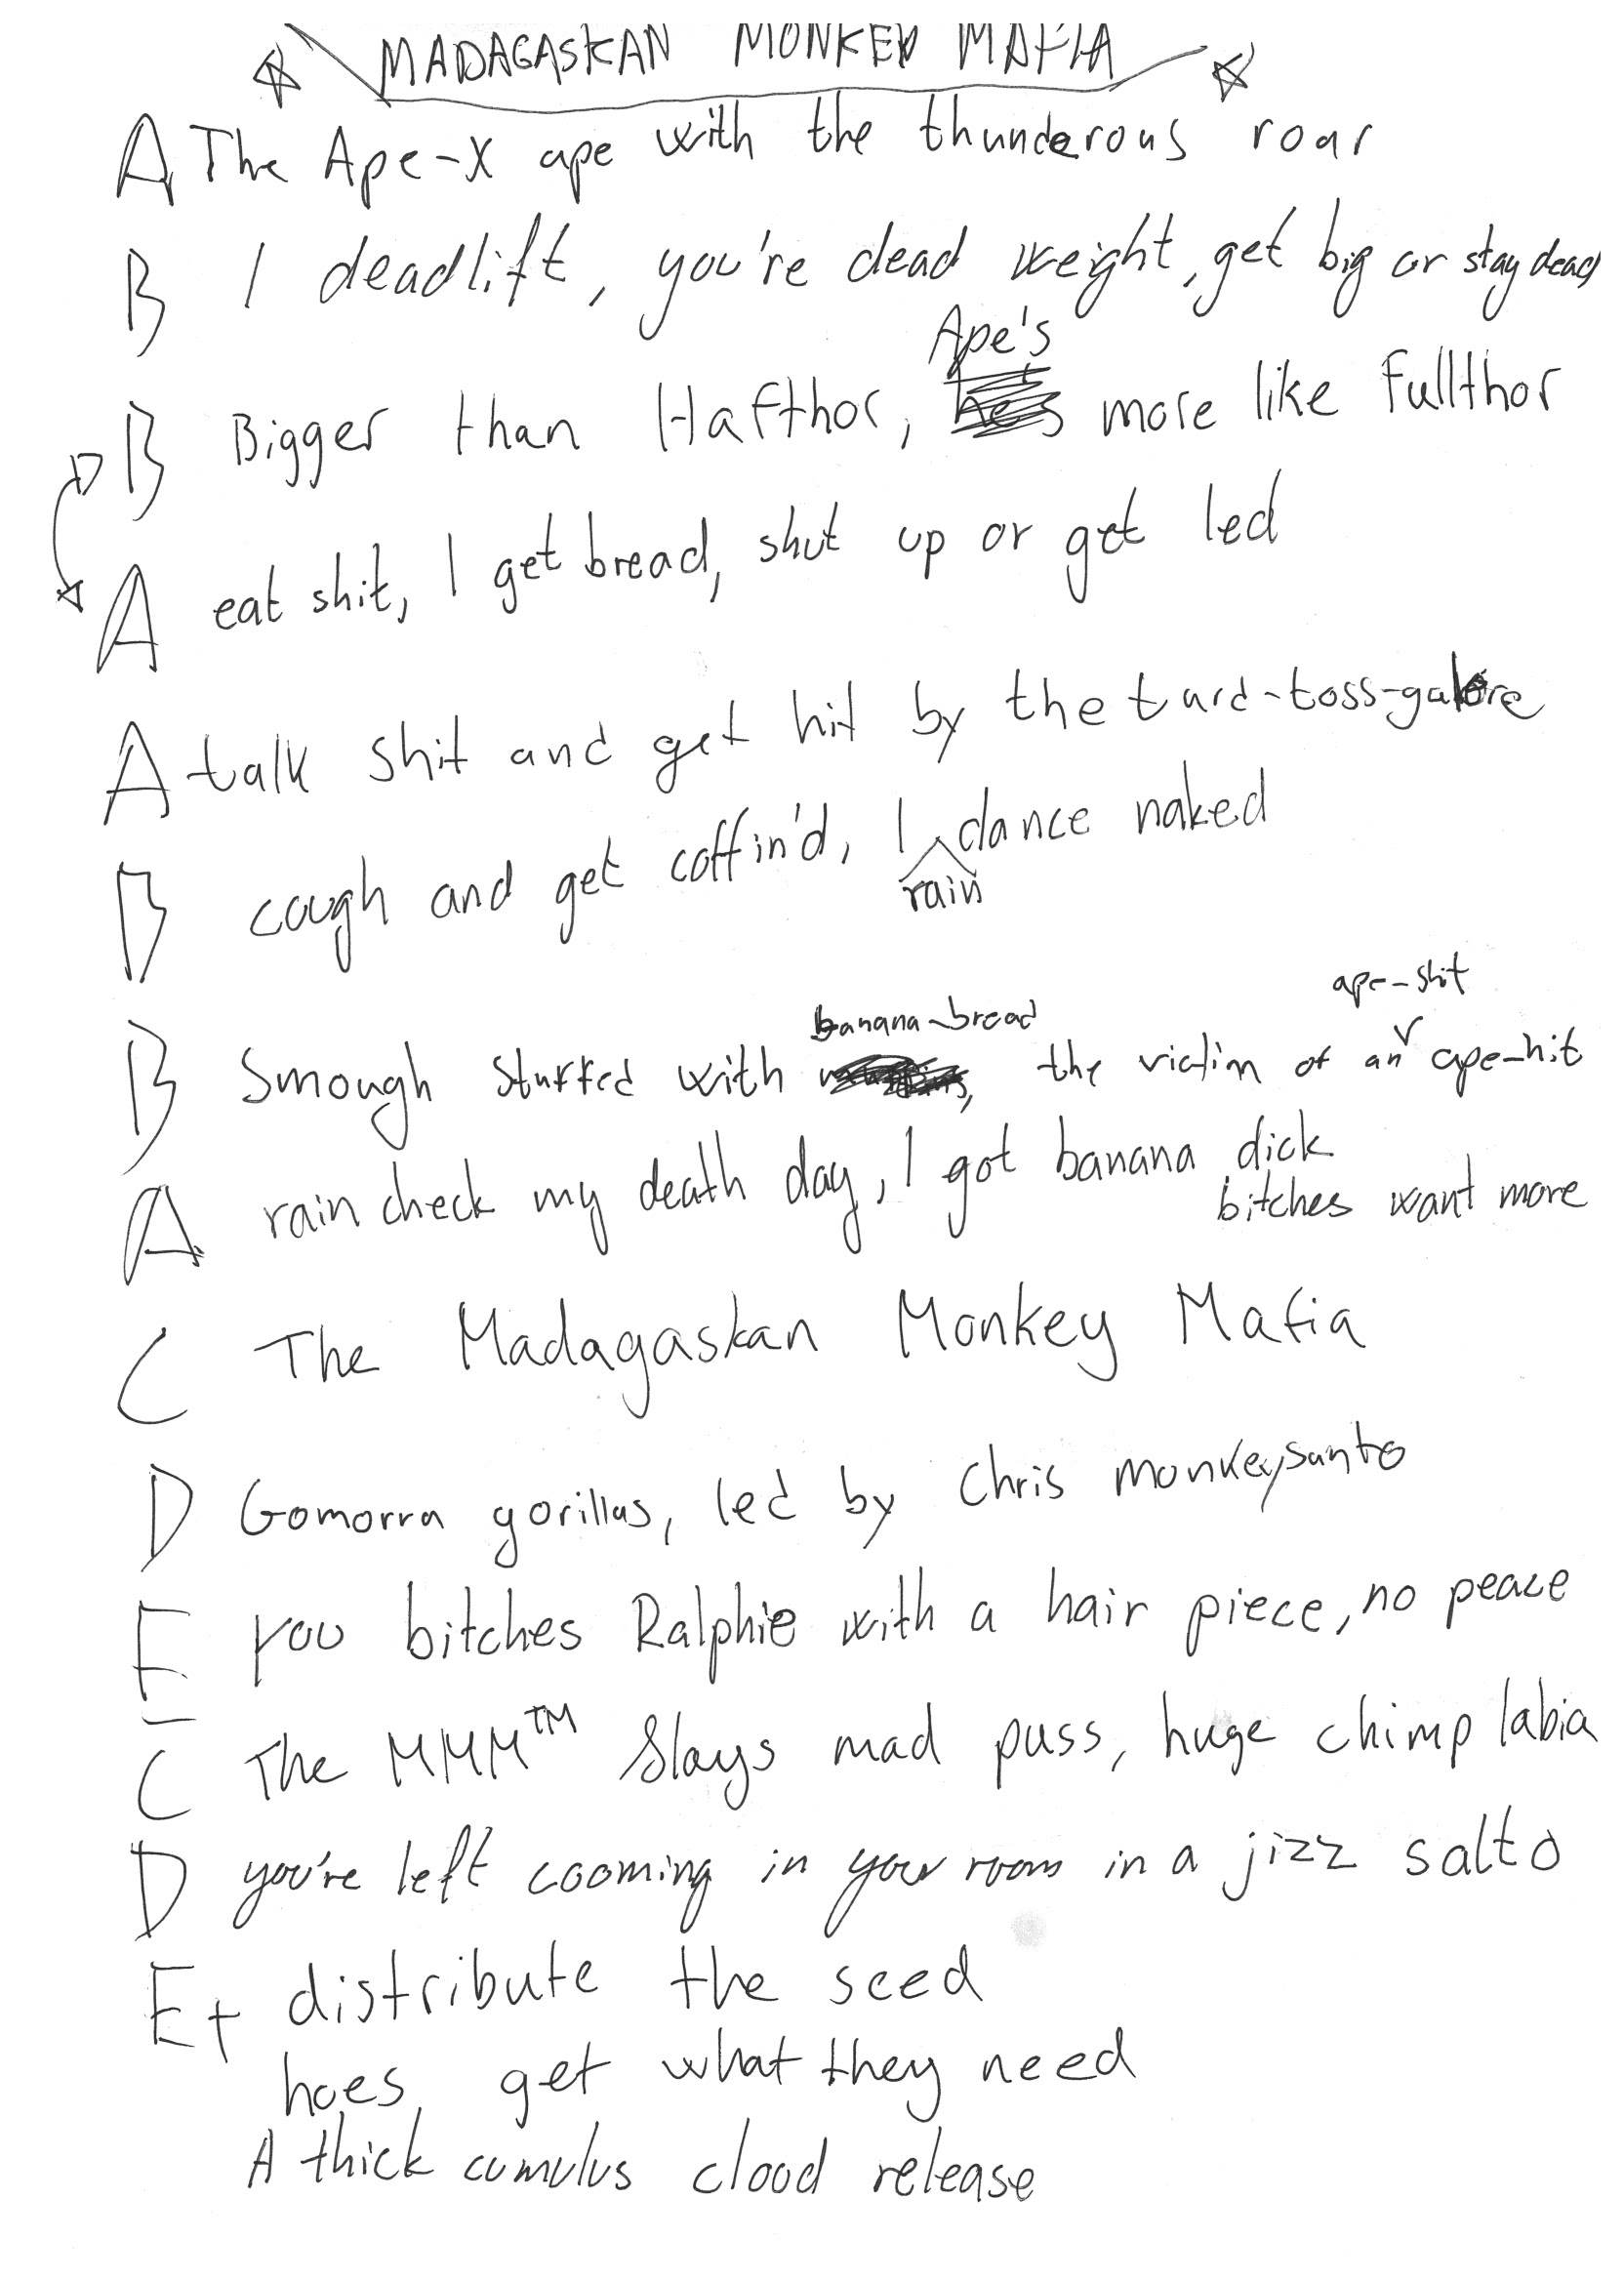 MADAGASKAN MONKEY MAFIA
A The Ape-X ape with the thunderous roar
B I deadlift, you're dead weight, get big or stay dead
Ape's
B Bigger than Hafthor, more like Fullthor
A eat shit, I get bread, shut up or get led
A talk shit and get hit by the turd-toss-galore
B cough and get coffin'd, I dance naked
rain
ape-shit
banana-bread
B Smough stuffed with the victim of an ape-hit
A rain check my death day, I got banana dick
bitches want more
C The Madagaskan Monkey Mafia
D Gomorra gorillas, led by Chris monkeysanto
E you bitches Ralphie with a hair piece, no peace
C The MMM™ Slays mad puss, huge chimp labia
D you're left cooming in your room in a jizz salto
E+ distribute the seed
hoes get what they need
A thick cumulus cloud release